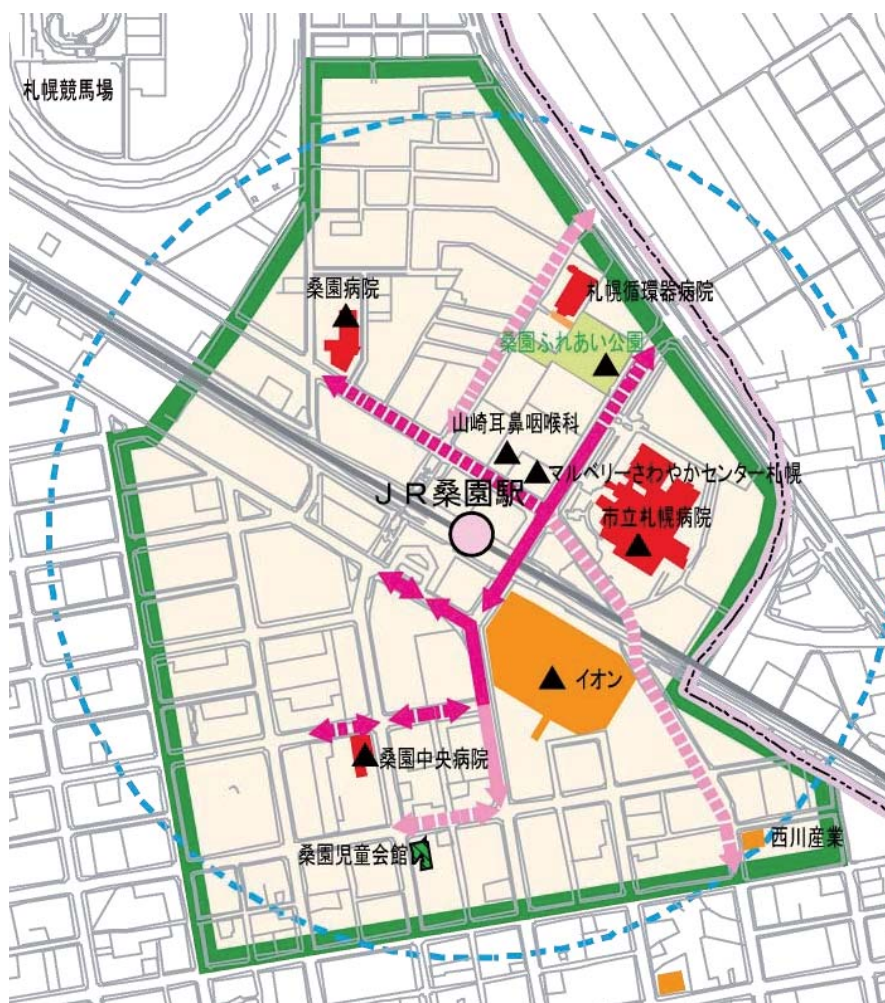 札幌競馬場
桑園病院
札幌循環器病院
桑園ふれあい公園
山崎耳鼻咽喉科
マルベリーさわやかセンター札幌
JR桑園駅
市立札幌病院
イオン
桑園中央病院
西川産業
桑園児童会館